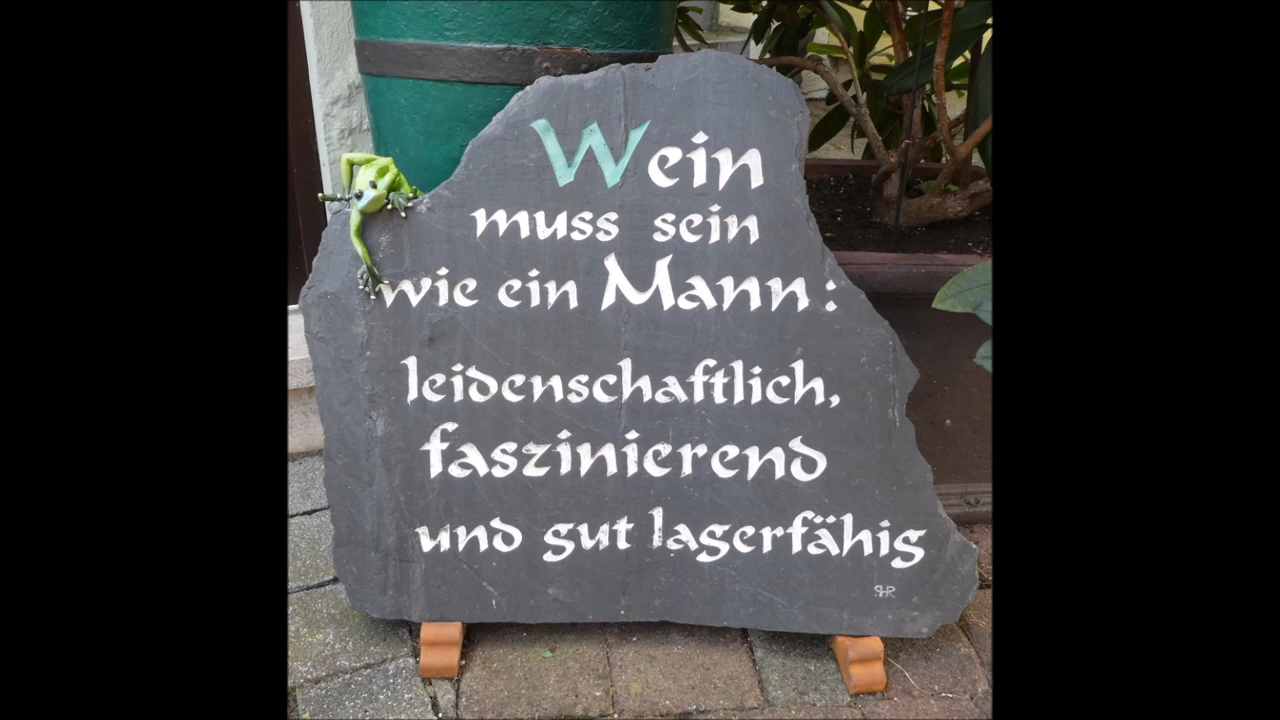 Wein
muss sein
wie ein Mann:
leidenschaftlich,
faszinierend
und gut lagerfähig